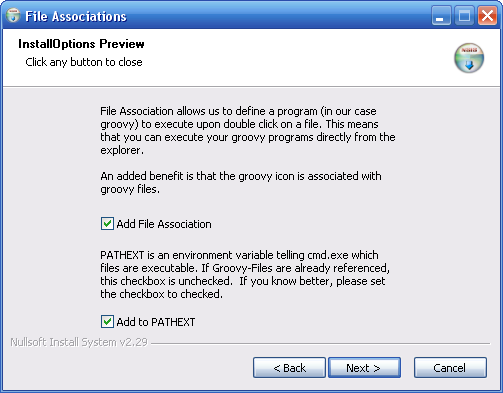 File Associations
InstallOptions Preview
Click any button to close
File Association allows us to define a program (in our case
groovy) to execute upon double click on a file. This means
that you can execute your groovy programs directly from the
explorer.
An added benefit is that the groovy icon is associated with
groovy files.
Add File Association
PATHEXT is an environment variable telling cmd.exe which
files are executable. If Groovy-Files are already referenced,
this checkbox is unchecked.  If you know better, please set
the checkbox to checked.
Add to PATHEXT
Nullsoft Install System v2.29
< Back
Next >
Cancel